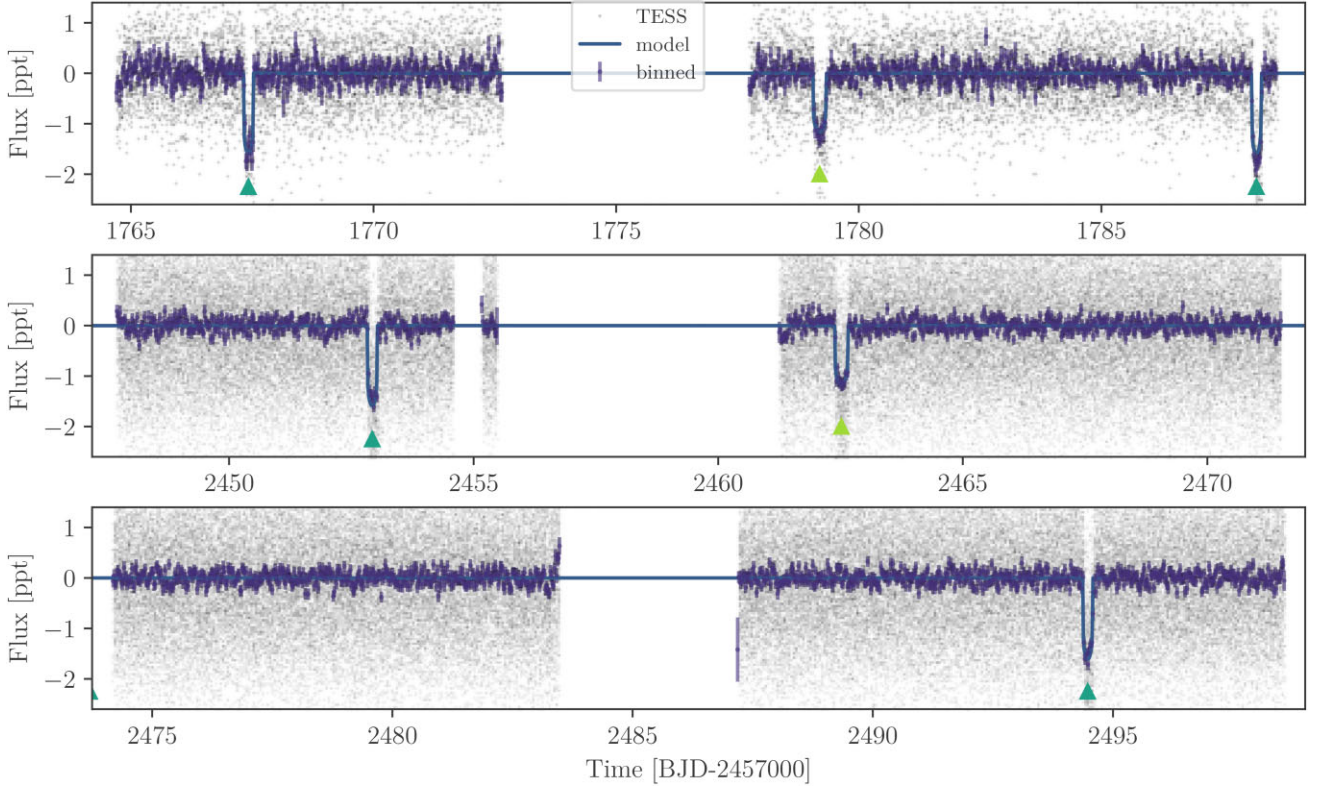 TESS
model
binned
Flux [ppt]
1
0
−1
−2
1765 1770 1775 1780 1785
Flux [ppt]
1
0
−1
−2
2450 2455 2460 2465 2470
Flux [ppt]
1
0
−1
−2
2475 2480 2485 2490 2495
Time [BJD-2457000]